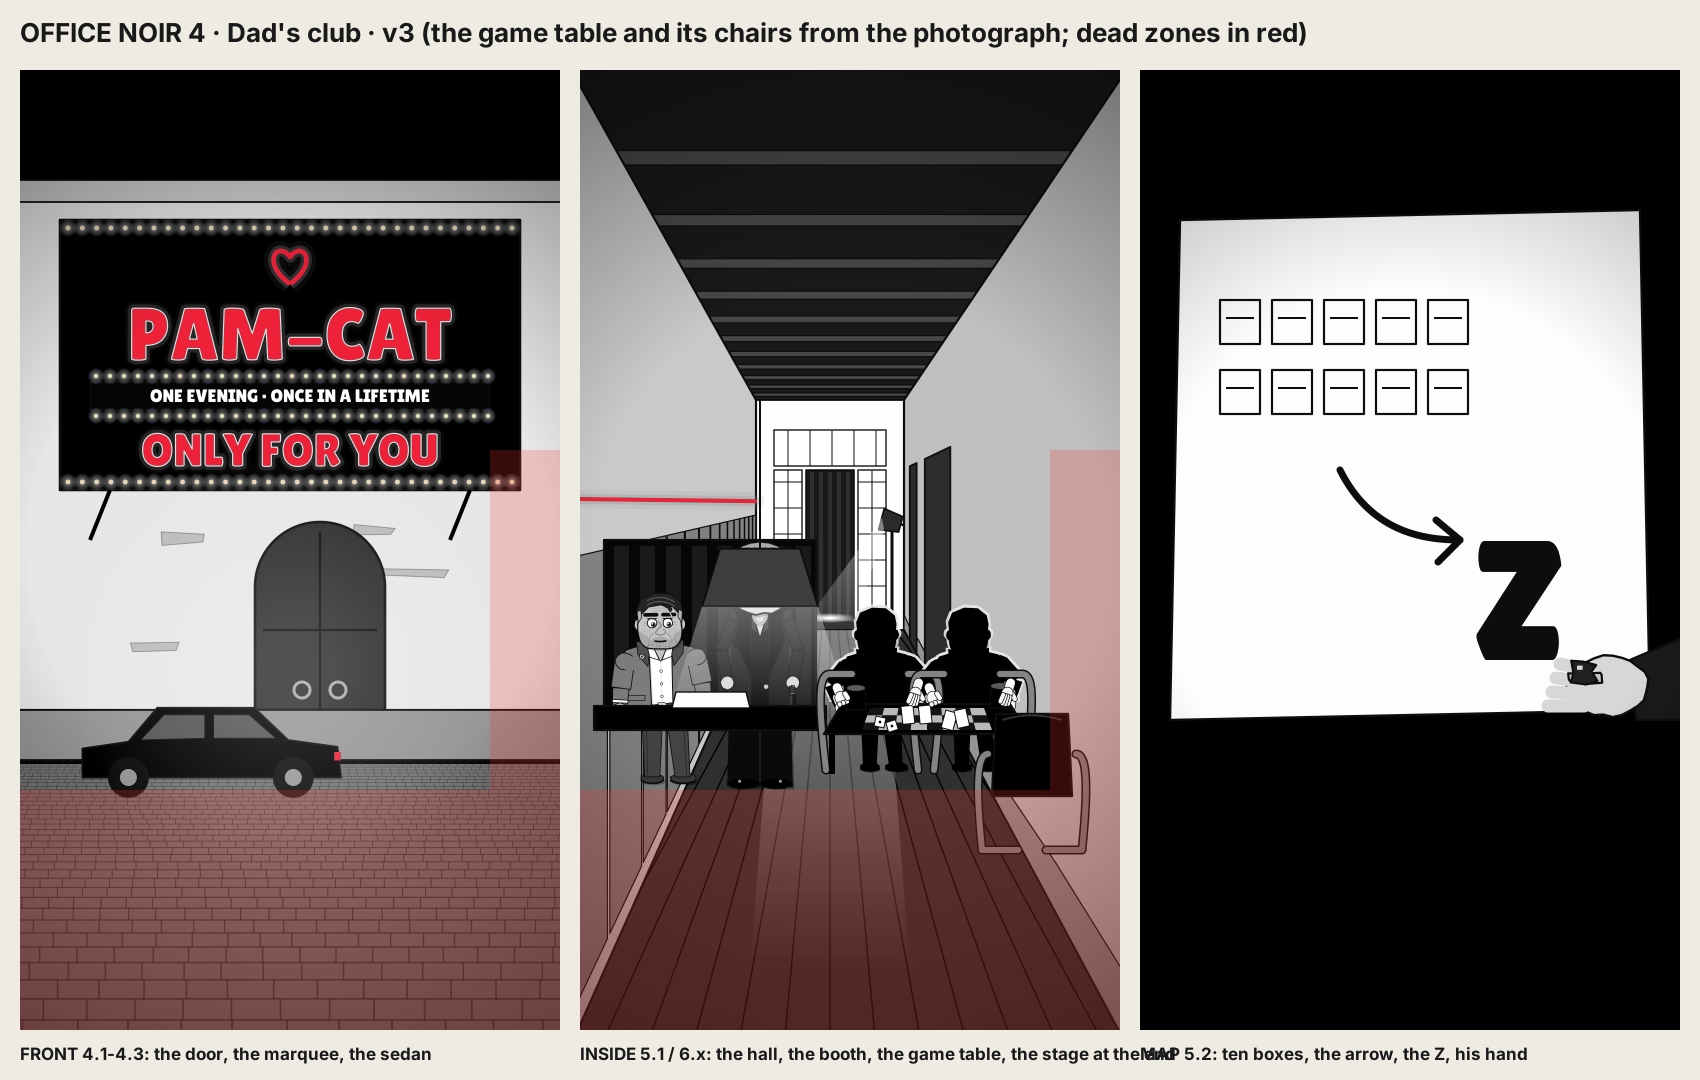 OFFICE NOIR 4 · Dad's club · v3 (the game table and its chairs from the photograph; dead zones in red)
PAM–CAT
ONE EVENING · ONCE IN A LIFETIME
ONLY FOR YOU
Z
FRONT 4.1-4.3: the door, the marquee, the sedan
INSIDE 5.1 / 6.x: the hall, the booth, the game table, the stage at the end
MAP 5.2: ten boxes, the arrow, the Z, his hand